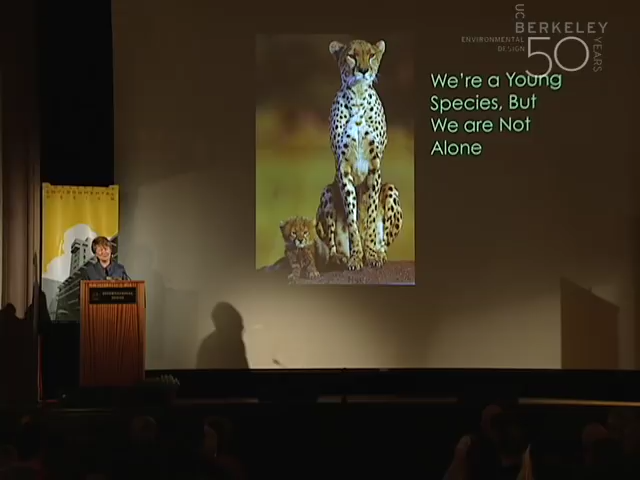 UC
BERKELEY
ENVIRONMENTAL
DESIGN
50
YEARS
We're a Young
Species, But
We are Not
Alone